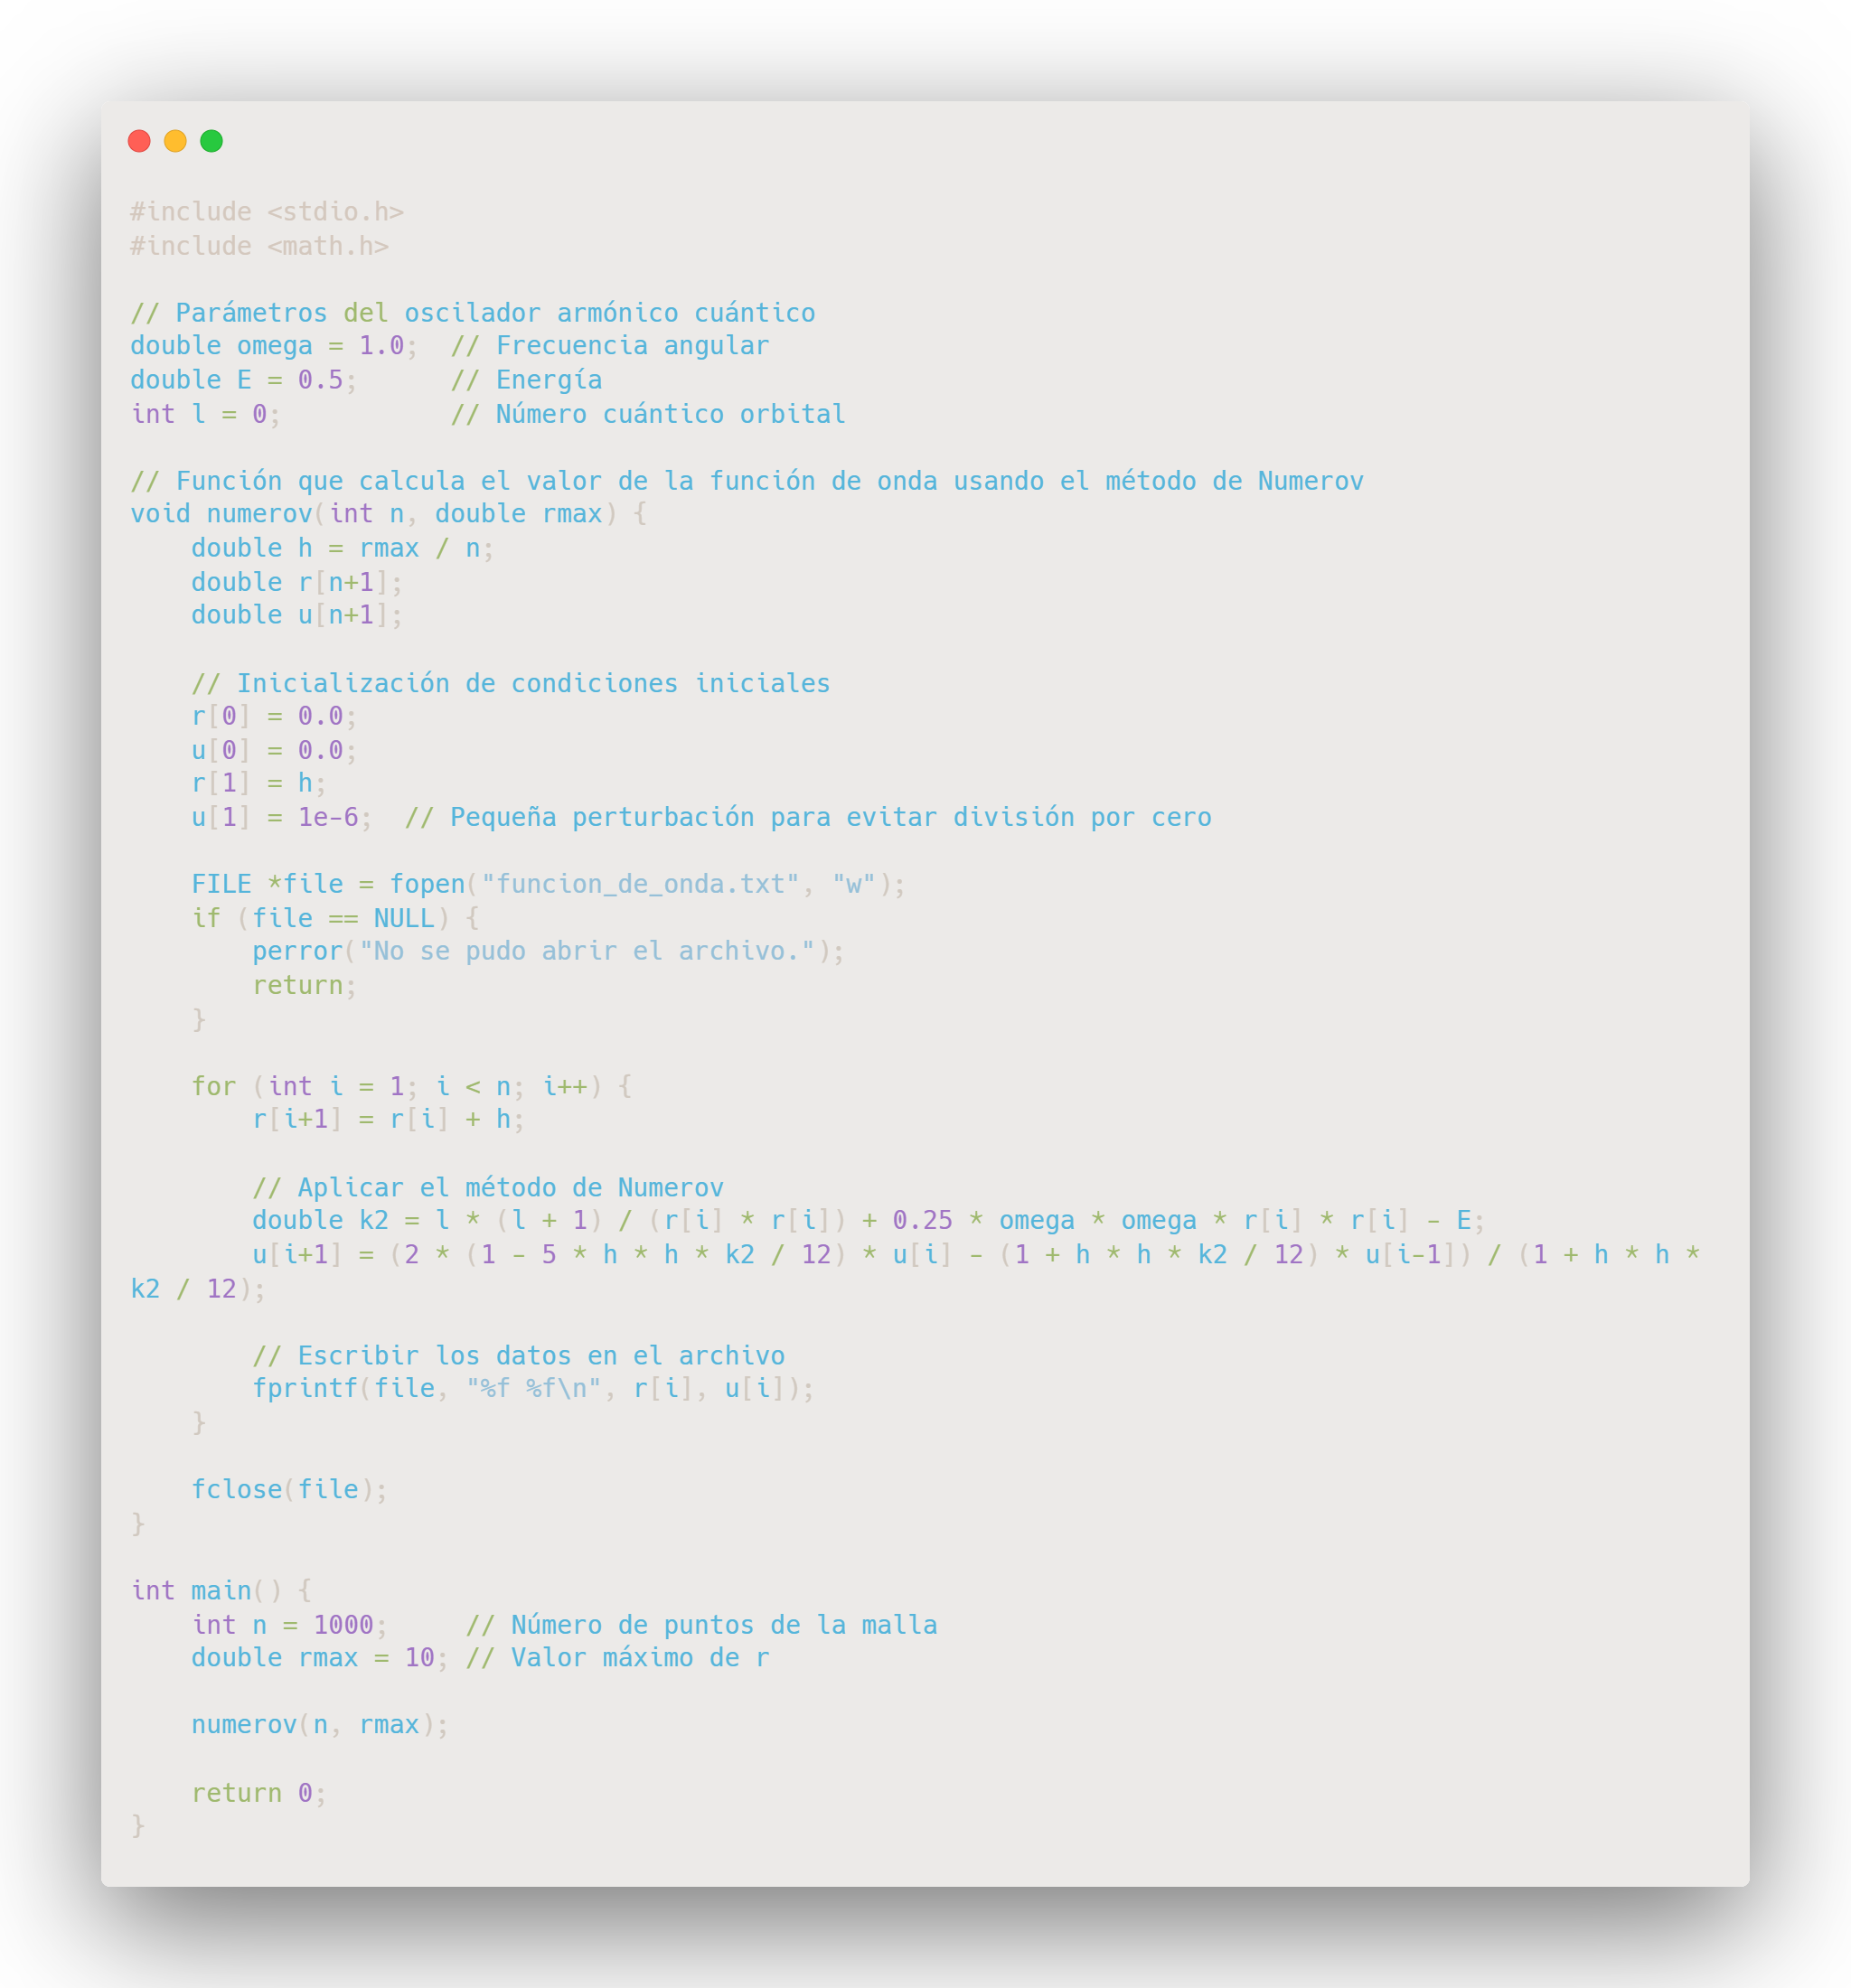 #include <stdio.h>
#include <math.h>
// Parámetros del oscilador armónico cuántico
double omega = 1.0;  // Frecuencia angular
double E = 0.5;      // Energía
int l = 0;           // Número cuántico orbital
// Función que calcula el valor de la función de onda usando el método de Numerov
void numerov(int n, double rmax) {
    double h = rmax / n;
    double r[n+1];
    double u[n+1];
    // Inicialización de condiciones iniciales
    r[0] = 0.0;
    u[0] = 0.0;
    r[1] = h;
    u[1] = 1e-6;  // Pequeña perturbación para evitar división por cero
    FILE *file = fopen("funcion_de_onda.txt", "w");
    if (file == NULL) {
        perror("No se pudo abrir el archivo.");
        return;
    }
    for (int i = 1; i < n; i++) {
        r[i+1] = r[i] + h;
        // Aplicar el método de Numerov
        double k2 = l * (l + 1) / (r[i] * r[i]) + 0.25 * omega * omega * r[i] * r[i] - E;
        u[i+1] = (2 * (1 - 5 * h * h * k2 / 12) * u[i] - (1 + h * h * k2 / 12) * u[i-1]) / (1 + h * h *
k2 / 12);
        // Escribir los datos en el archivo
        fprintf(file, "%f %f\n", r[i], u[i]);
    }
    fclose(file);
}
int main() {
    int n = 1000;     // Número de puntos de la malla
    double rmax = 10; // Valor máximo de r
    numerov(n, rmax);
    return 0;
}